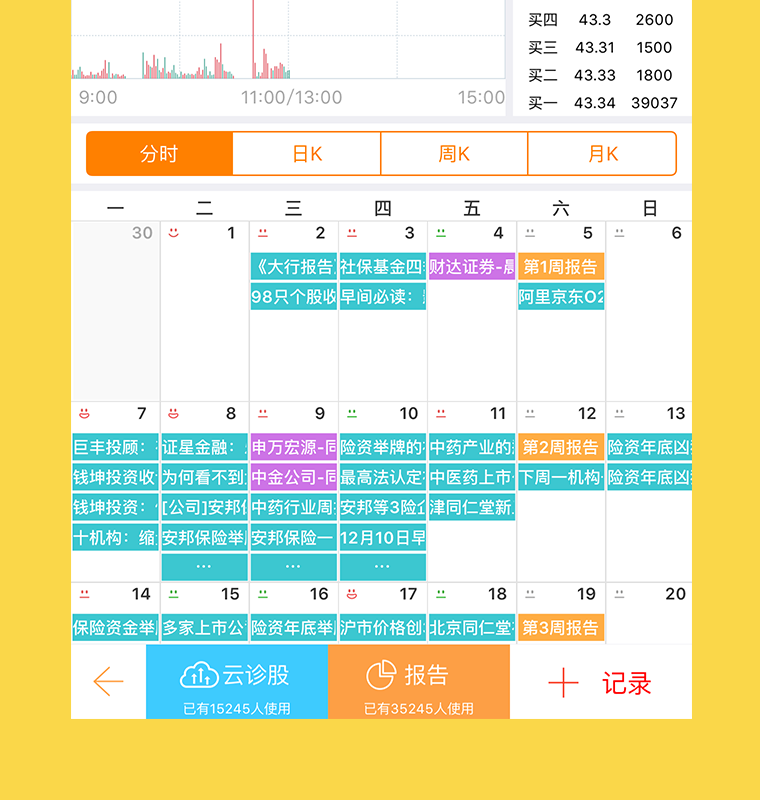 买四 43.3 2600
买三 43.31 1500
买二 43.33 1800
买一 43.34 39037
9:00 11:00/13:00 15:00
分时 日K 周K 月K
一 二 三 四 五 六 日
30 1 2 3 4 5 6
《大行报告 社保基金四 财达证券- 第1周报告
98只个股收 早间必读： 阿里京东O2
7 8 9 10 11 12 13
巨丰投顾： 证星金融： 申万宏源-同 险资举牌的 中药产业的 第2周报告 险资年底凶
钱坤投资收 为何看不到 中金公司-同 最高法认定 中医药上市 下周一机构 险资年底凶
钱坤投资： [公司]安邦 中药行业周 安邦等3险企 津同仁堂新
十机构：缩 安邦保险举 安邦保险一 12月10日早
... ... ...
14 15 16 17 18 19 20
保险资金举 多家上市公 险资年底举 沪市价格创 北京同仁堂 第3周报告
云诊股 报告 记录
已有15245人使用 已有35245人使用